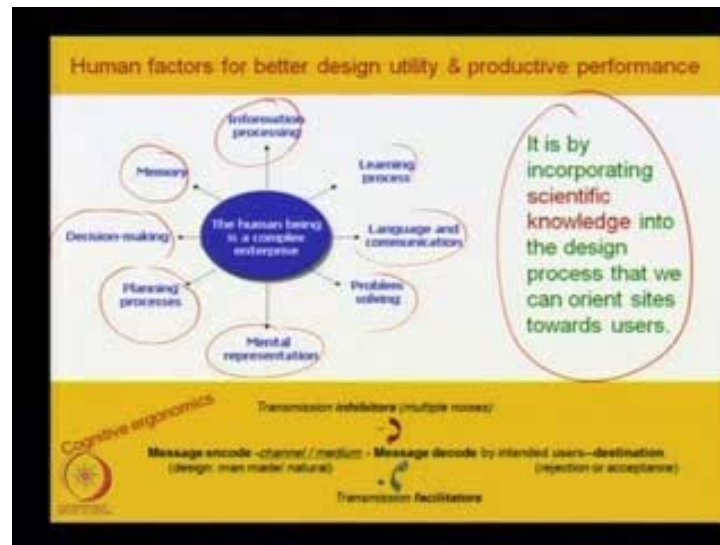 Human factors for better design utility & productive performance
Information
processing
Memory
Learning
process
Decision-making
The human being
is a complex
enterprise
Language and
communication
Planning
processes
Problem
solving
Mental
representation
It is by
incorporating
scientific
knowledge into
the design
process that we
can orient sites
towards users.
Cognitive ergonomics
Transmission inhibitors (multiple noises)
Message encode -channel / medium - Message decode by intended users--destination
(design: man made/ natural) (rejection or acceptance)
Transmission facilitators